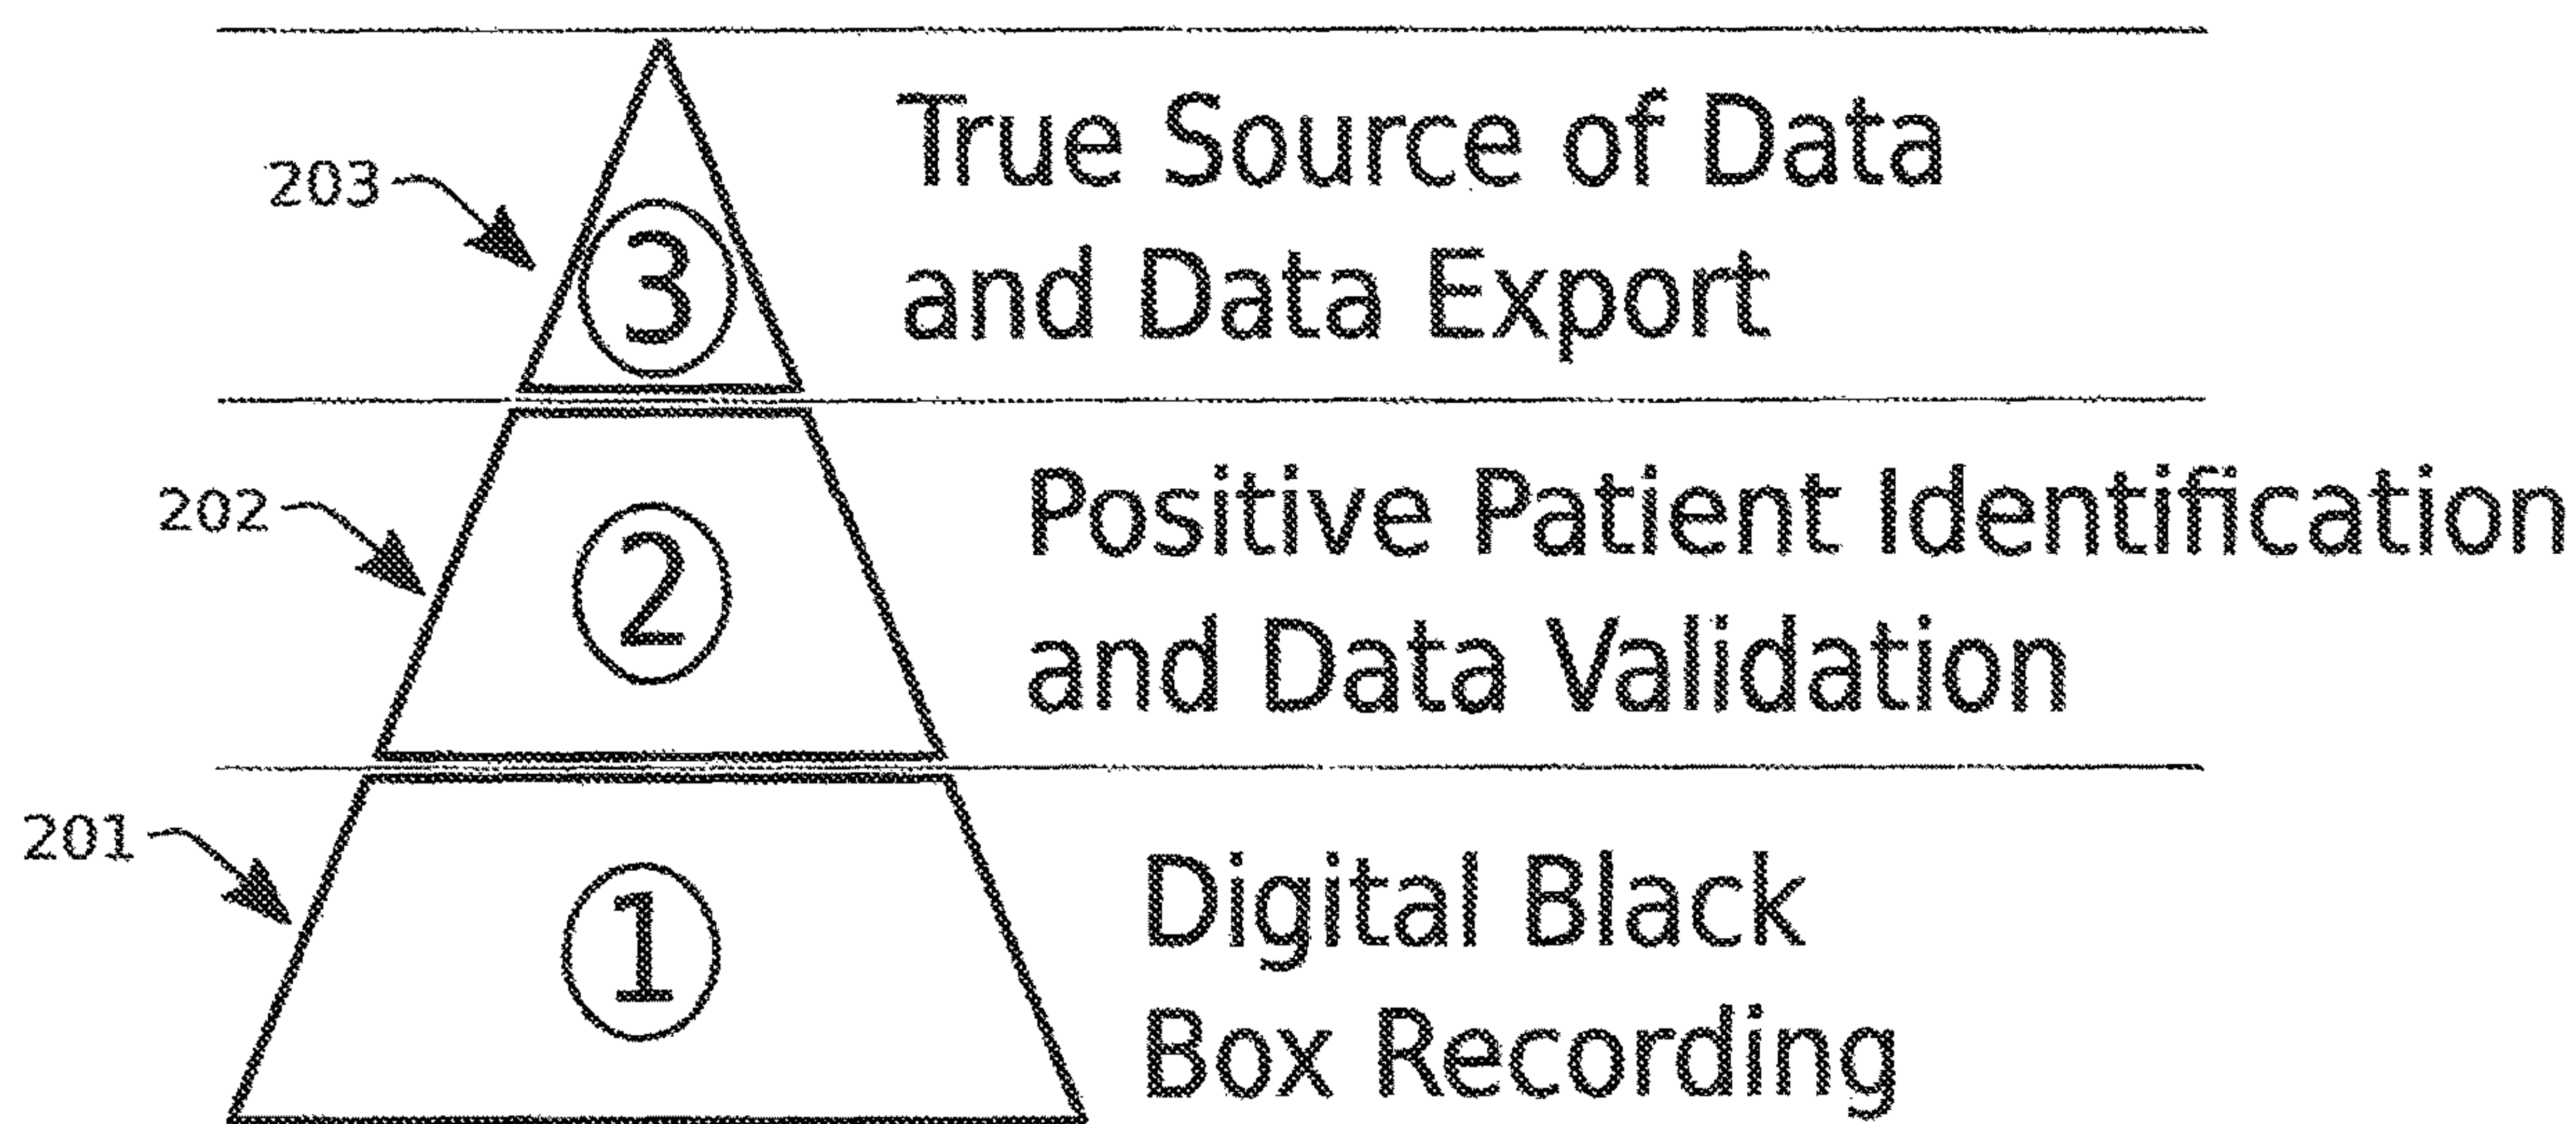 True Source of Data
203
3
and Data Export
202
Positive Patient Identification
2
and Data Validation
201
Digital Black
1
Box Recording